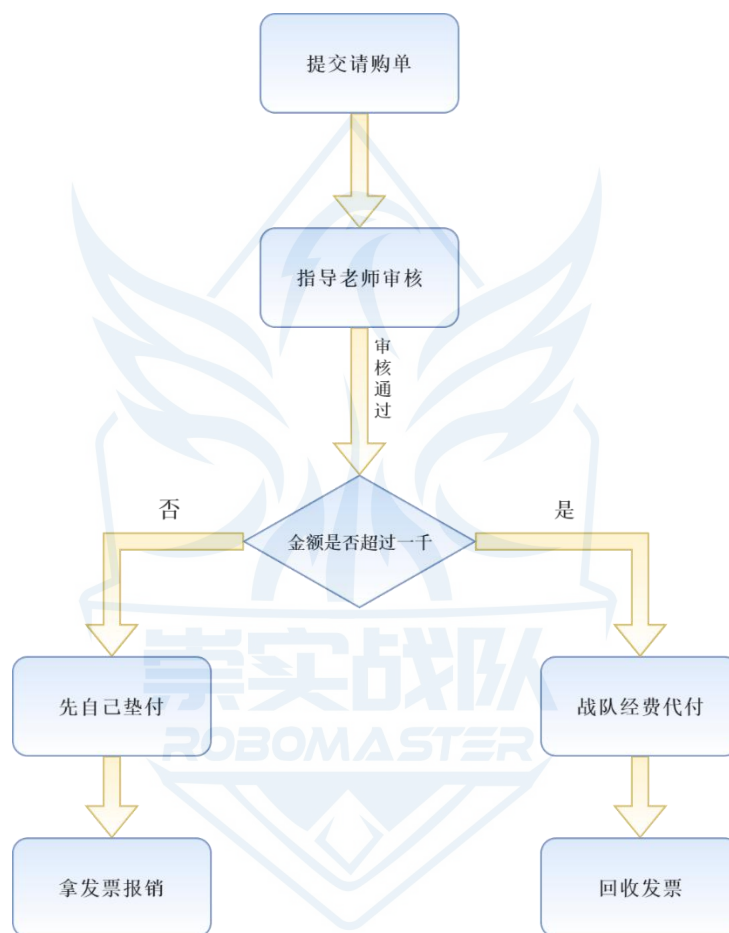 提交请购单
指导老师审核
审核通过
否
是
金额是否超过一千
崇实战队
ROBOMASTER
先自己垫付
战队经费代付
拿发票报销
回收发票